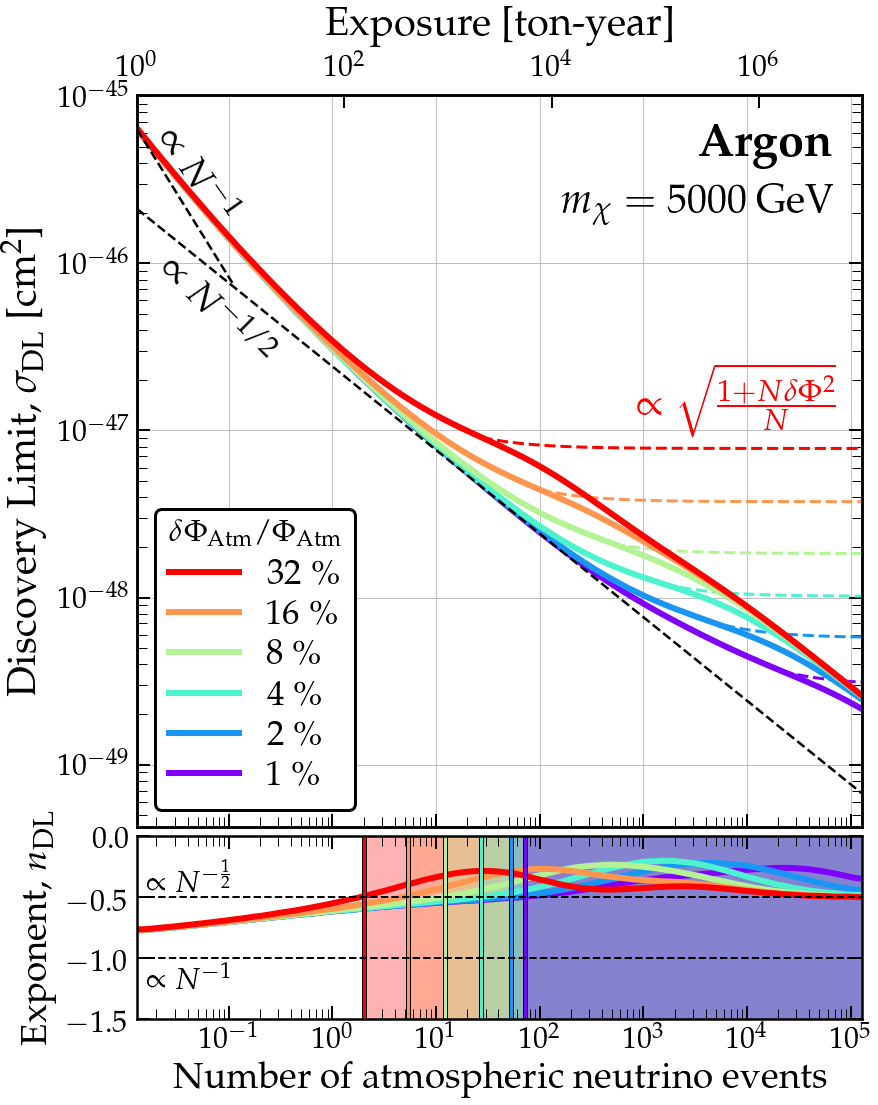 Exposure [ton-year]
10⁰ 10² 10⁴ 10⁶
10⁻⁴⁵
10⁻⁴⁶
10⁻⁴⁷
10⁻⁴⁸
10⁻⁴⁹
Discovery Limit, σ_DL [cm²]
Argon
m_χ = 5000 GeV
∝ N⁻¹
∝ N^{−1/2}
∝ √((1+NδΦ²)/N)
δΦ_Atm/Φ_Atm
32 %
16 %
8 %
4 %
2 %
1 %
Exponent, n_DL
0.0
−0.5
−1.0
−1.5
∝ N^{−1/2}
∝ N⁻¹
10⁻¹ 10⁰ 10¹ 10² 10³ 10⁴ 10⁵
Number of atmospheric neutrino events